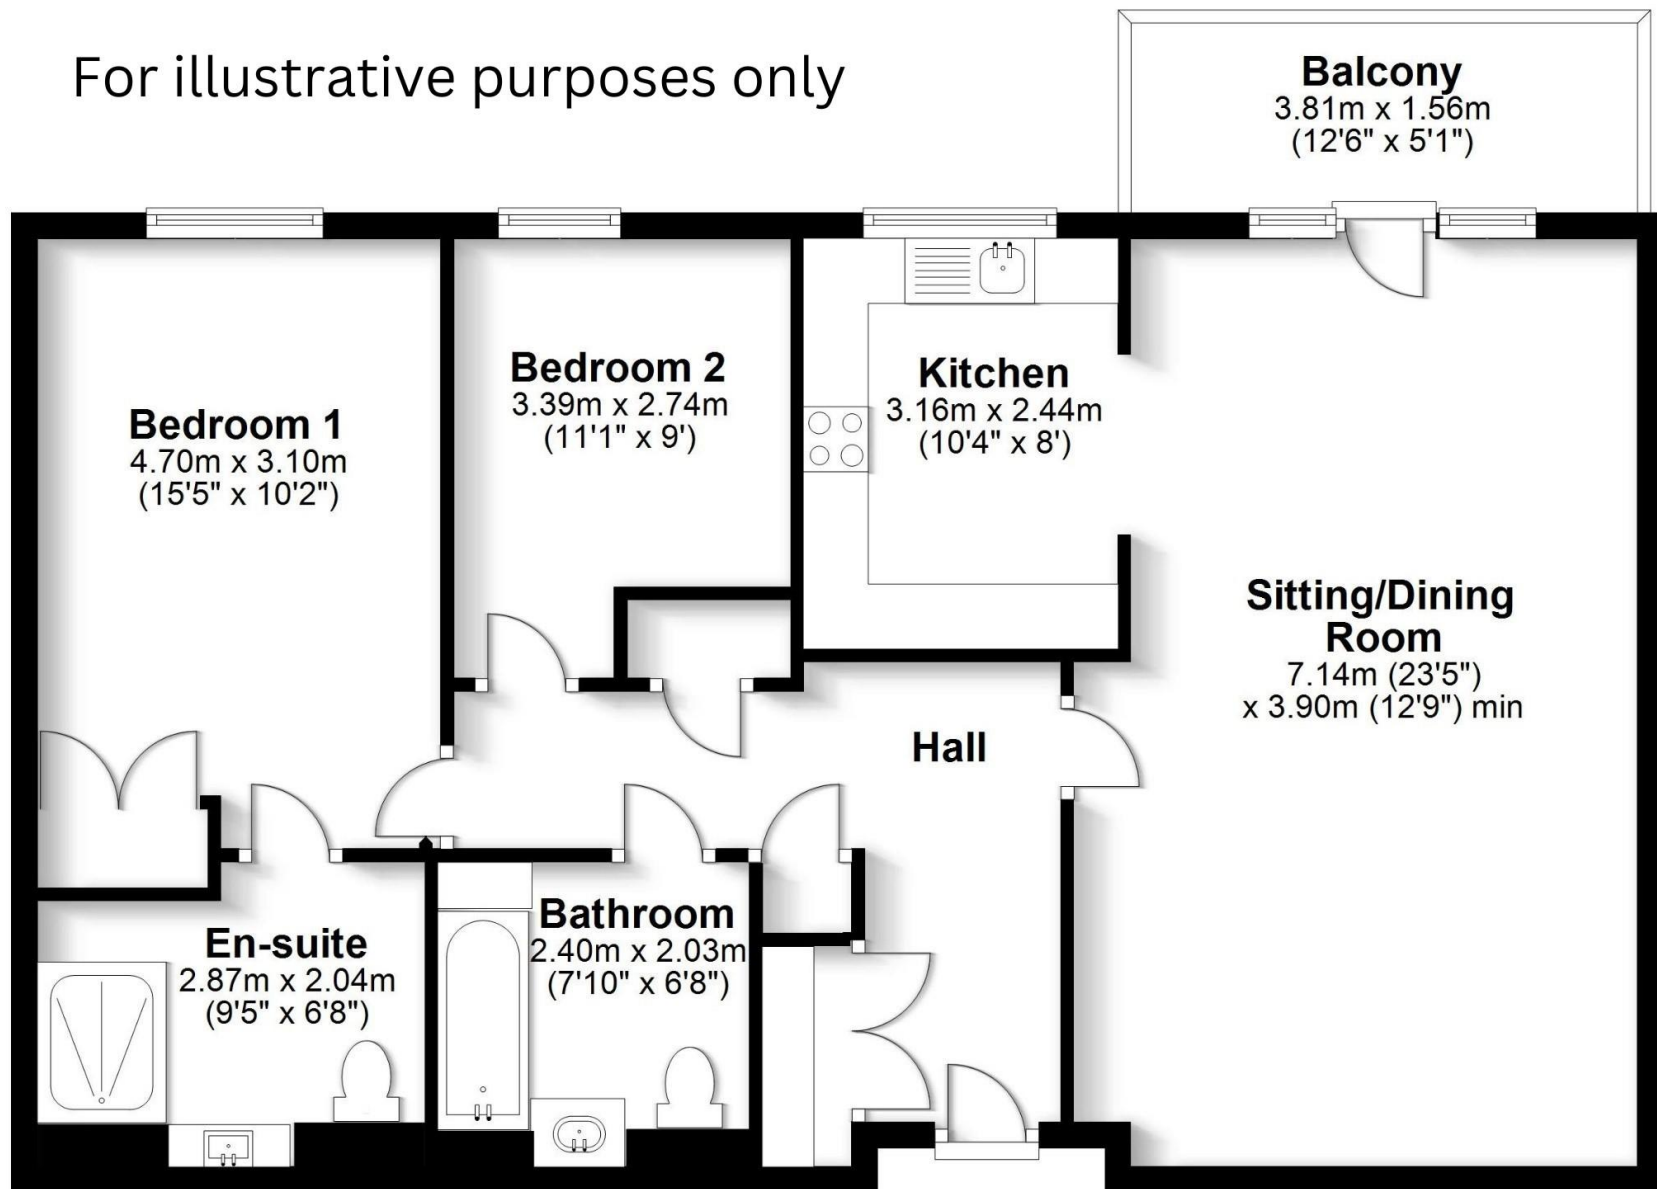 For illustrative purposes only
Balcony
3.81m x 1.56m
(12'6" x 5'1")
Bedroom 1
4.70m x 3.10m
(15'5" x 10'2")
Bedroom 2
3.39m x 2.74m
(11'1" x 9')
Kitchen
3.16m x 2.44m
(10'4" x 8')
Sitting/Dining
Room
7.14m (23'5")
x 3.90m (12'9") min
Hall
En-suite
2.87m x 2.04m
(9'5" x 6'8")
Bathroom
2.40m x 2.03m
(7'10" x 6'8")